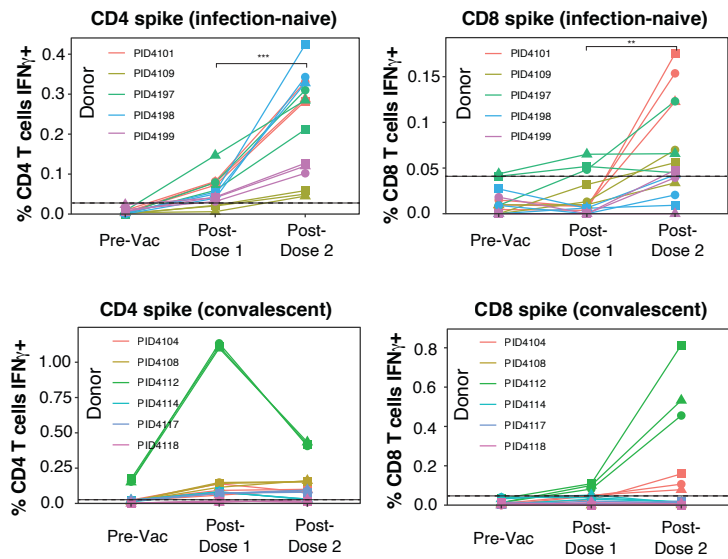 CD4 spike (infection-naive)
% CD4 T cells IFNγ+
0.4
0.3
0.2
0.1
0.0
Donor
PID4101
PID4109
PID4197
PID4198
PID4199
***
Pre-Vac
Post-
Dose 1
Post-
Dose 2
CD8 spike (infection-naive)
% CD8 T cells IFNγ+
0.15
0.10
0.05
0.0
Donor
PID4101
PID4109
PID4197
PID4198
PID4199
**
Pre-Vac
Post-
Dose 1
Post-
Dose 2
CD4 spike (convalescent)
% CD4 T cells IFNγ+
1.00
0.75
0.50
0.25
0.0
Donor
PID4104
PID4108
PID4112
PID4114
PID4117
PID4118
Pre-Vac
Post-
Dose 1
Post-
Dose 2
CD8 spike (convalescent)
% CD8 T cells IFNγ+
0.8
0.6
0.4
0.2
0.0
Donor
PID4104
PID4108
PID4112
PID4114
PID4117
PID4118
Pre-Vac
Post-
Dose 1
Post-
Dose 2